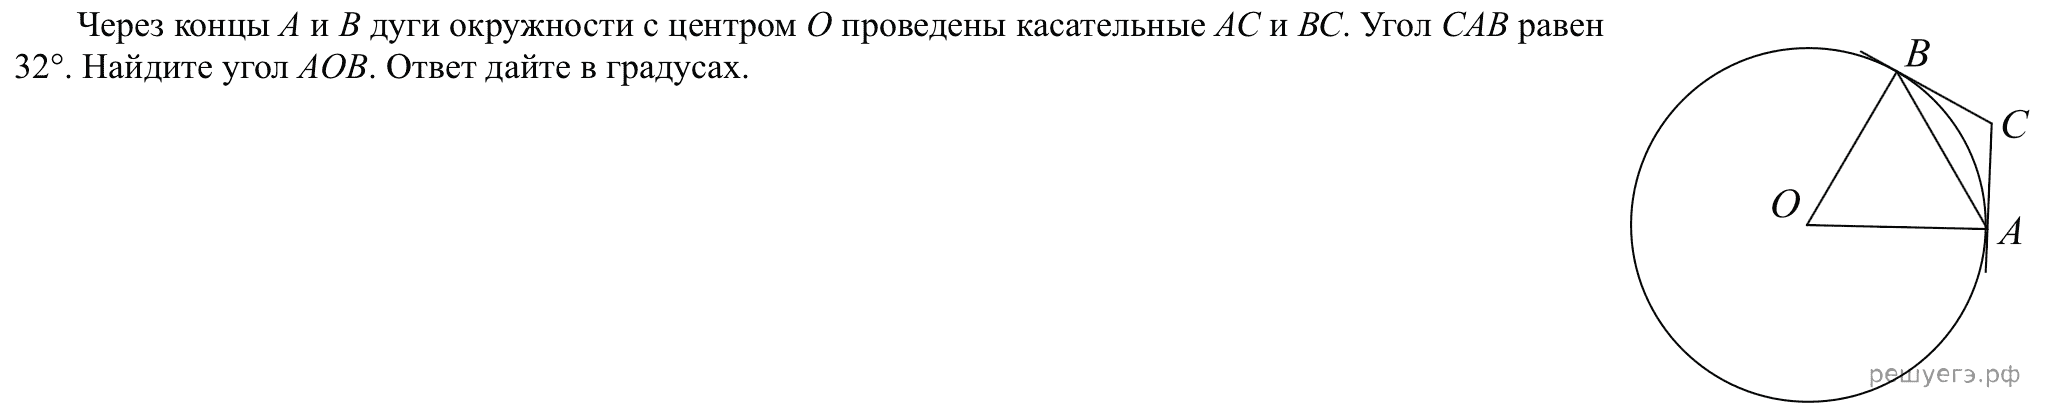 Через концы A и B дуги окружности с центром O проведены касательные AC и BC. Угол CAB равен
32°. Найдите угол AOB. Ответ дайте в градусах.
B
C
O
A
решуегэ.рф